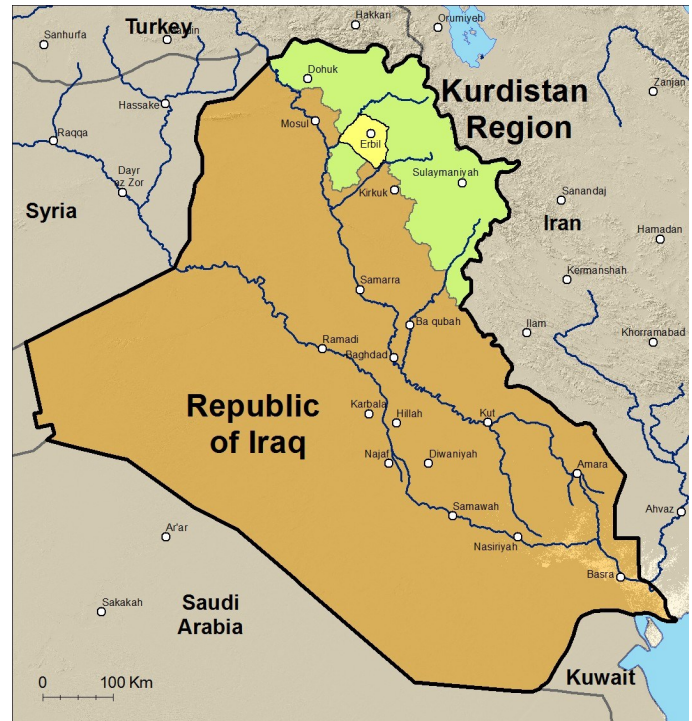 Hakkari
Orumiyeh
Turkey
Sanhurfa
Zanjan
Dohuk
Kurdistan
Region
Hassake
Mosul
Erbil
Raqqa
Dayr
az Zor
Sulaymaniyah
Kirkuk
Sanandaj
Syria
Iran
Hamadan
Kermanshah
Samarra
Ba qubah
Ilam
Khorramabad
Ramadi
Baghdad
Republic
of Iraq
Karbala
Hillah
Kut
Najaf
Diwaniyah
Amara
Samawah
Ahvaz
Ar'ar
Nasiriyah
Basra
Sakakah
Saudi
Arabia
Kuwait
0 100 Km